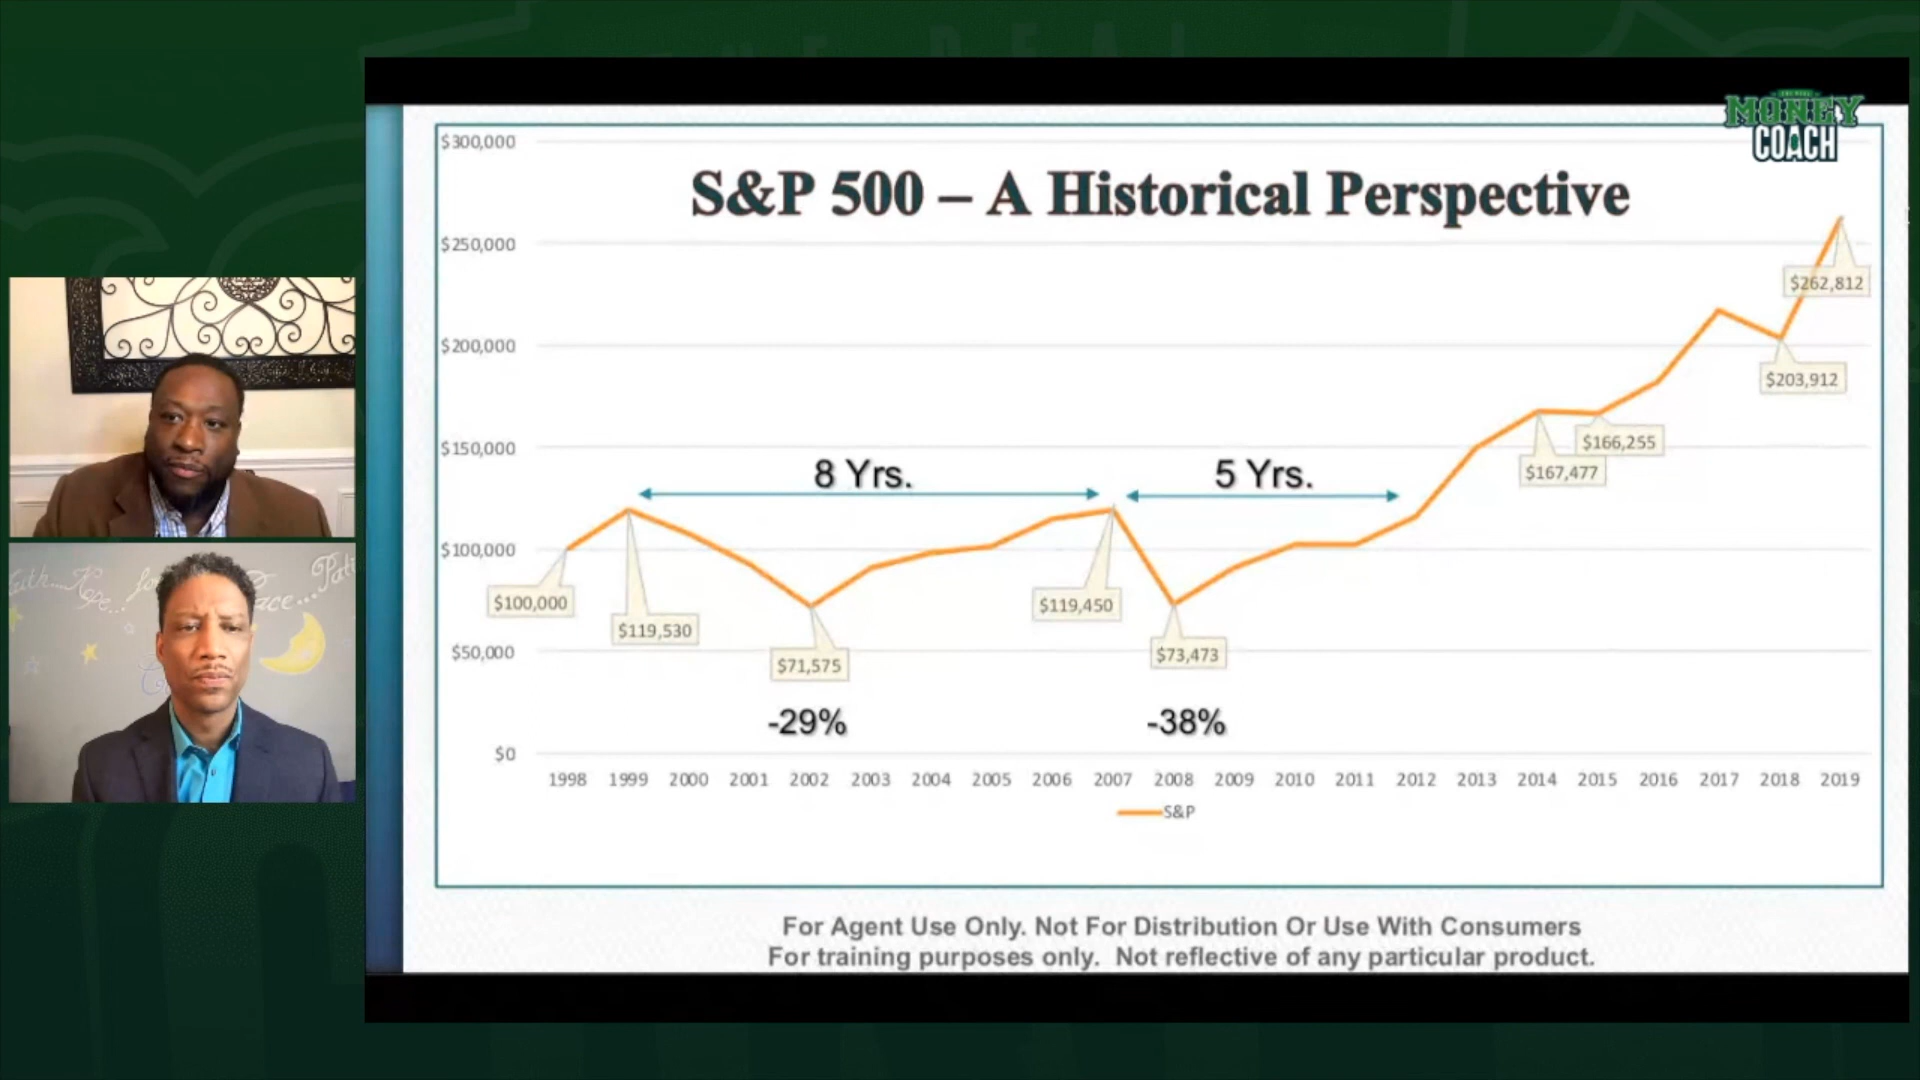 MONEY
COACH
S&P 500 – A Historical Perspective
$300,000
$250,000
$200,000
$150,000
$100,000
$50,000
$0
8 Yrs.
5 Yrs.
$100,000
$119,530
$71,575
$119,450
$73,473
$167,477
$166,255
$203,912
$262,812
-29%
-38%
1998 1999 2000 2001 2002 2003 2004 2005 2006 2007 2008 2009 2010 2011 2012 2013 2014 2015 2016 2017 2018 2019
S&P
For Agent Use Only. Not For Distribution Or Use With Consumers
For training purposes only. Not reflective of any particular product.
Hope...